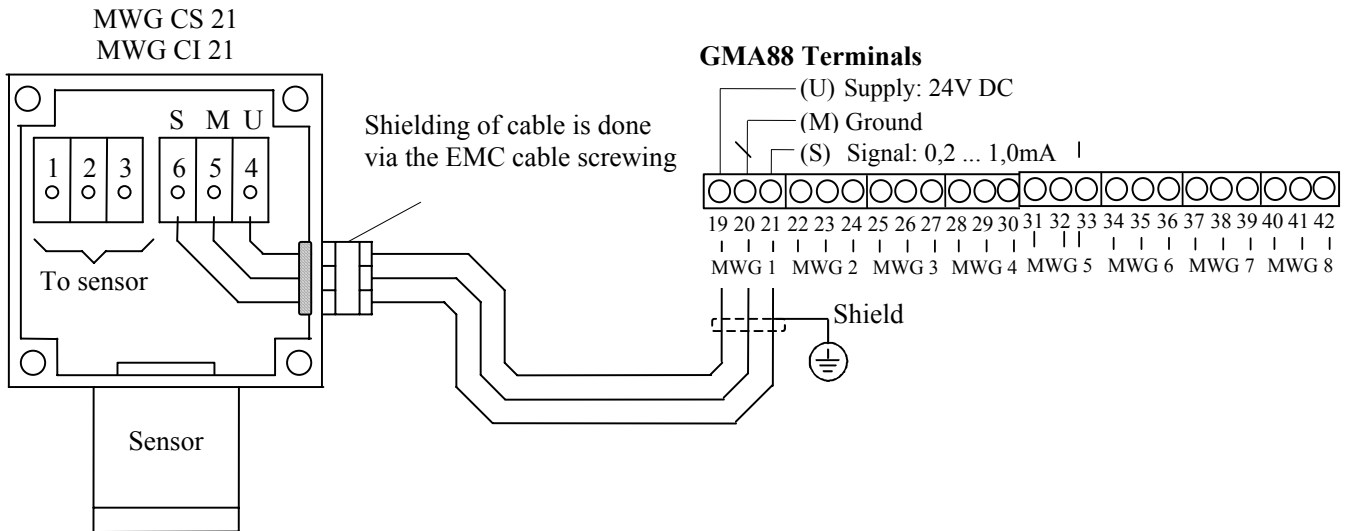 MWG CS 21
MWG CI 21
S M U
1 2 3 6 5 4
To sensor
Sensor
Shielding of cable is done
via the EMC cable screwing
GMA88 Terminals
(U) Supply: 24V DC
(M) Ground
(S) Signal: 0,2 ... 1,0mA
19 20 21 22 23 24 25 26 27 28 29 30 31 32 33 34 35 36 37 38 39 40 41 42
MWG 1 MWG 2 MWG 3 MWG 4 MWG 5 MWG 6 MWG 7 MWG 8
Shield